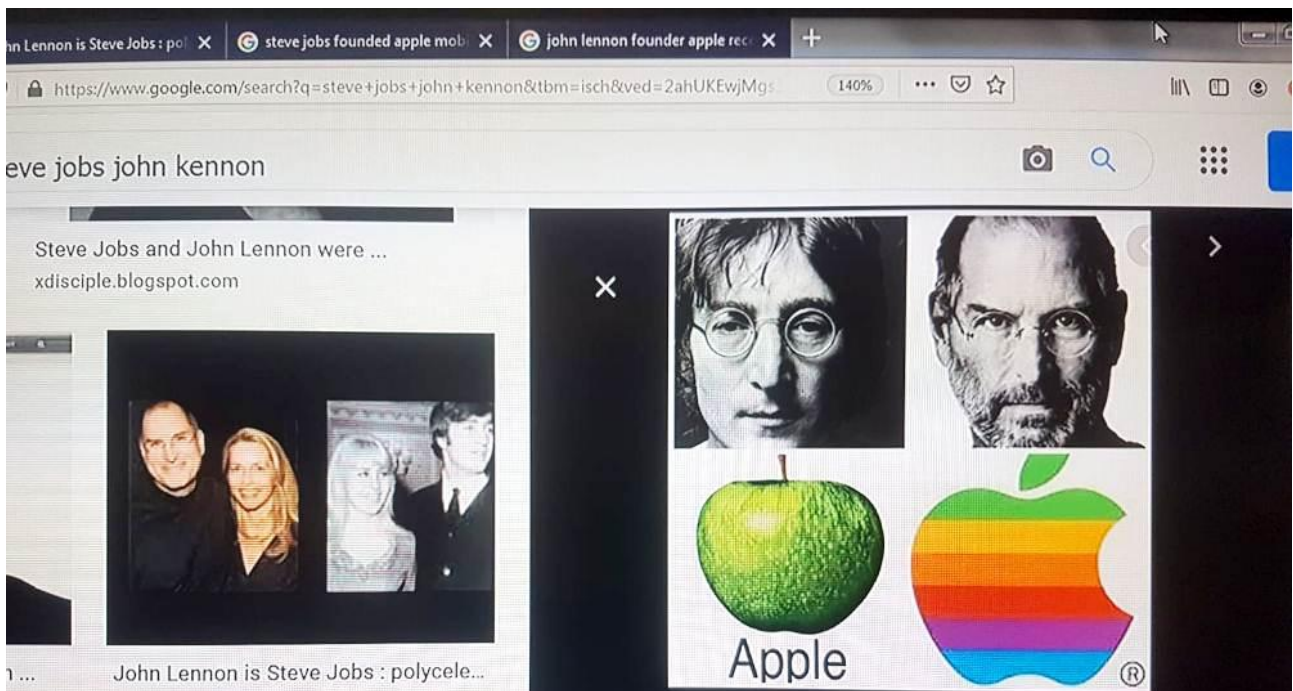 hn Lennon is Steve Jobs : pol
steve jobs founded apple mob
john lennon founder apple rec
https://www.google.com/search?q=steve+jobs+john+kennon&tbm=isch&ved=2ahUKEwjMgs
140%
eve jobs john kennon
Steve Jobs and John Lennon were ...
xdisciple.blogspot.com
John Lennon is Steve Jobs : polycele...
Apple
®